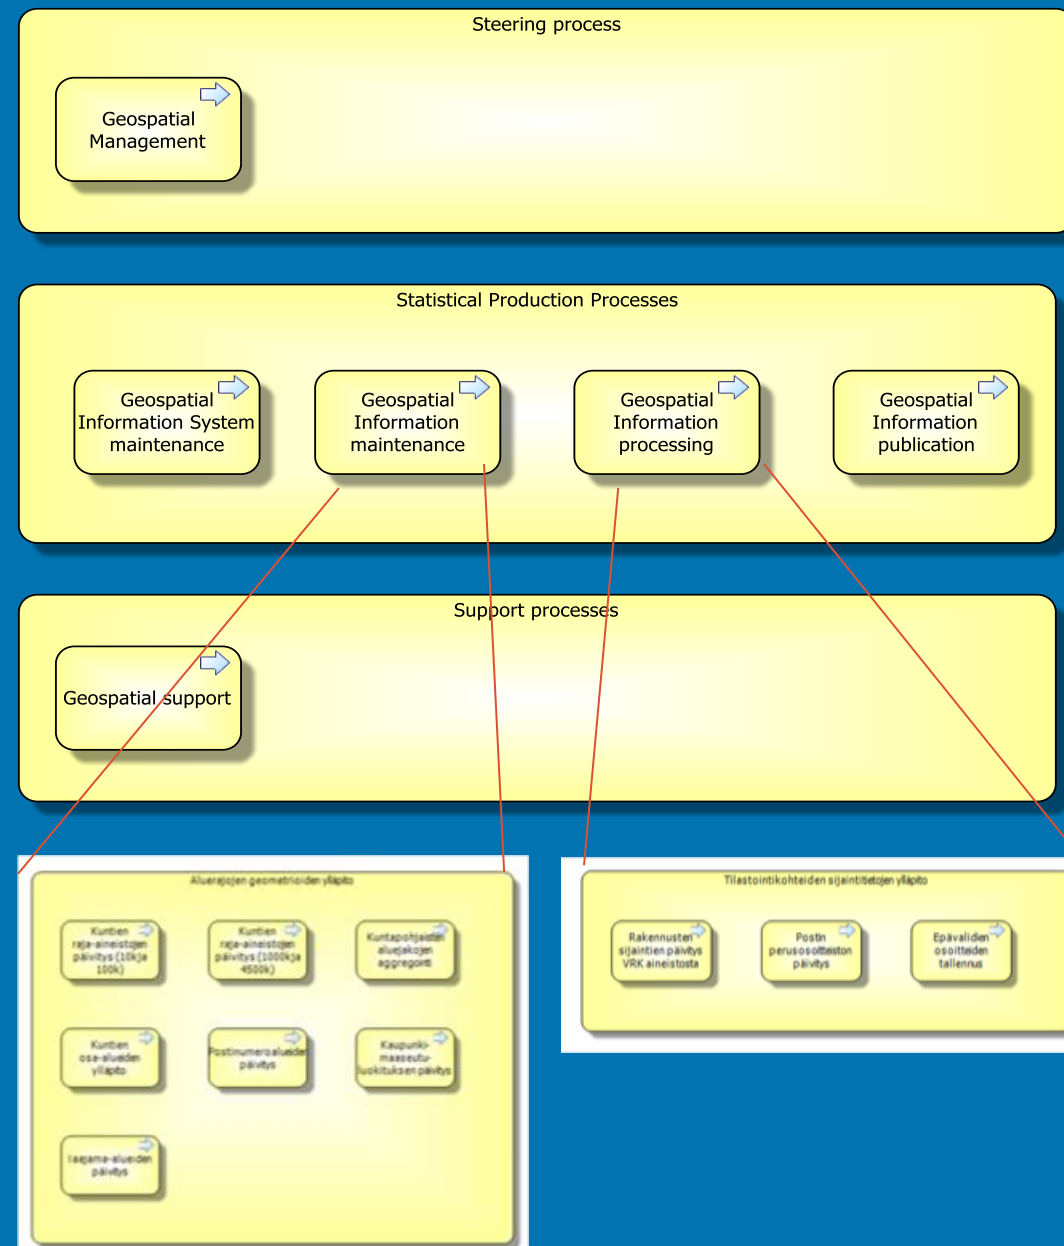 Steering process
Geospatial
Management
Statistical Production Processes
Geospatial
Information System
maintenance
Geospatial
Information
maintenance
Geospatial
Information
processing
Geospatial
Information
publication
Support processes
Geospatial support
Aluerajojen geometrioiden ylläpito
Kuntien
raja-aineistojen
päivitys (10k ja
100k)
Kuntien
raja-aineistojen
päivitys (1000k ja
4500k)
Kuntapohjaisten
aluejakojen
aggregointi
Kuntien
osa-alueiden
ylläpito
Postinumeroalueiden
päivitys
Kaupunki-
maaseutu-
luokituksen päivitys
Taajama-alueiden
päivitys
Tilastointikohteiden sijaintitietojen ylläpito
Rakennusten
sijaintien päivitys
VRK aineistosta
Postin
perusosoitteiston
päivitys
Epävalidien
osoitteiden
tallennus